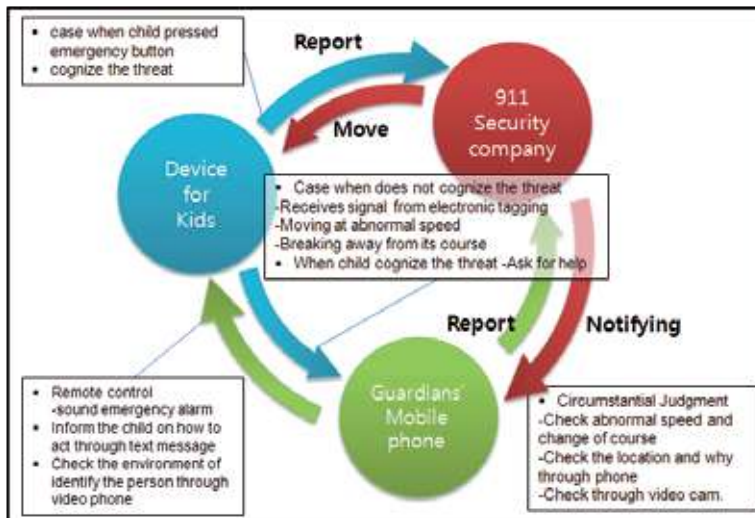 • case when child pressed
emergency button
• cognize the threat
Report
911
Security
company
Move
Device
for
Kids
• Case when does not cognize the threat
-Receives signal from electronic tagging
-Moving at abnormal speed
-Breaking away from its course
• When child cognize the threat -Ask for help
Report
Notifying
Guardians'
Mobile
phone
• Remote control
-sound emergency alarm
• Inform the child on how to
act through text message
• Check the environment of
identify the person through
video phone
• Circumstantial Judgment
-Check abnormal speed and
change of course
-Check the location and why
through phone
-Check through video cam.